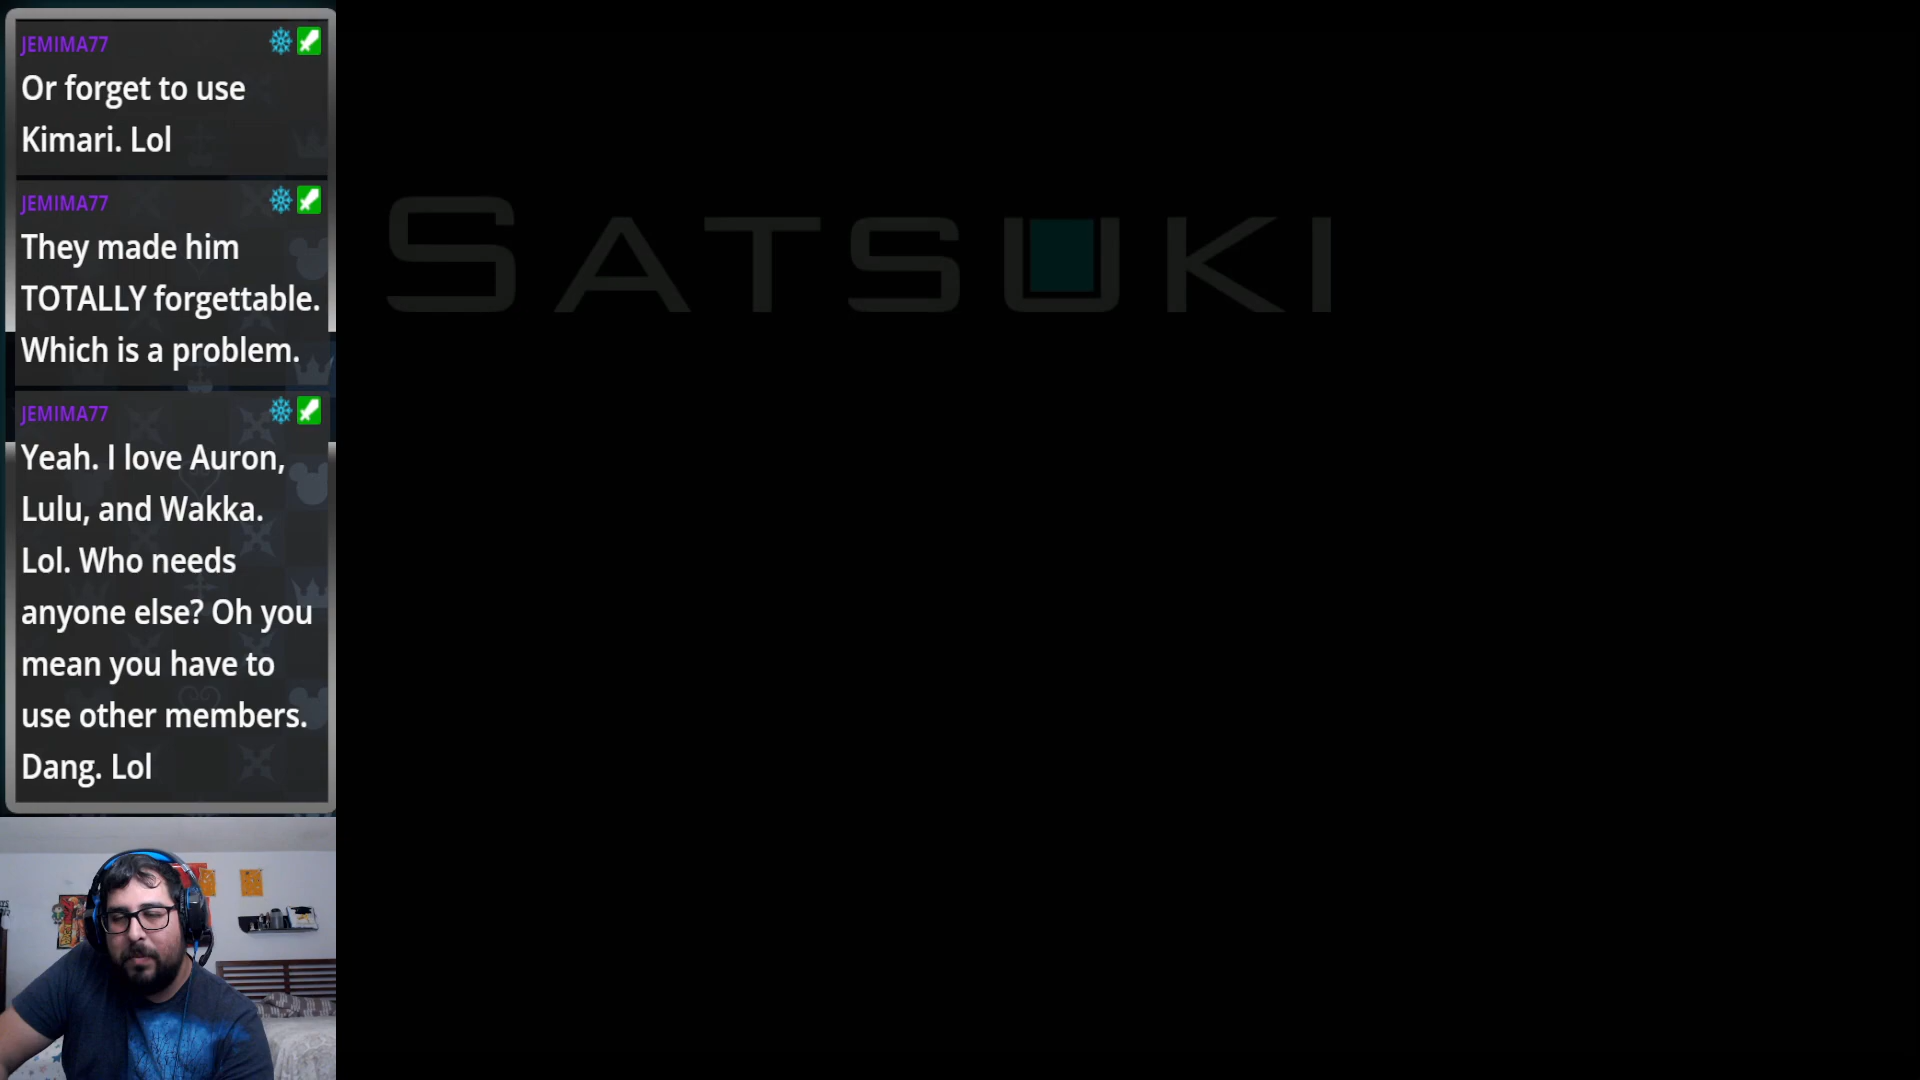 JEMIMA77
Or forget to use
Kimari. Lol
JEMIMA77
They made him
TOTALLY forgettable.
Which is a problem.
JEMIMA77
Yeah. I love Auron,
Lulu, and Wakka.
Lol. Who needs
anyone else? Oh you
mean you have to
use other members.
Dang. Lol
SATSUKI